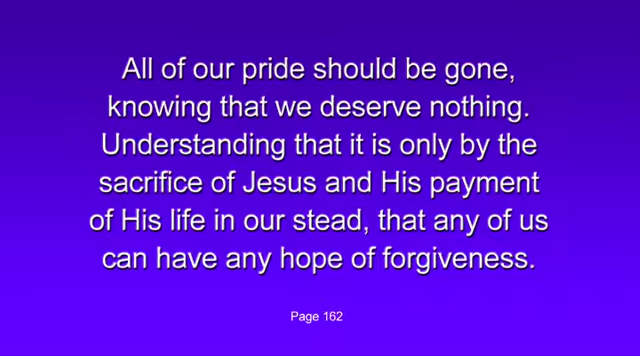 All of our pride should be gone,
knowing that we deserve nothing.
Understanding that it is only by the
sacrifice of Jesus and His payment
of His life in our stead, that any of us
can have any hope of forgiveness.
Page 162